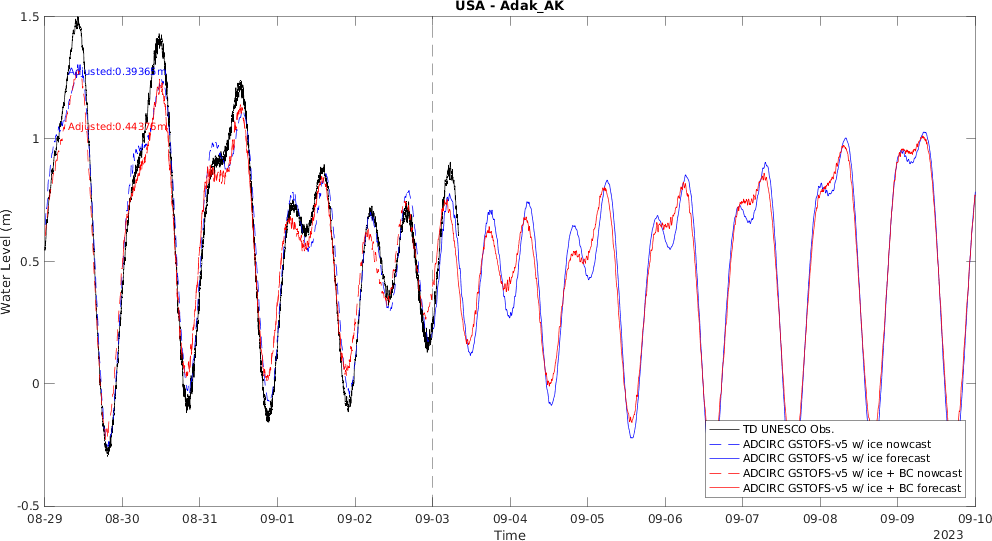 USA - Adak_AK
1.5
1
0.5
0
-0.5
Water Level (m)
Adjusted:0.39365m
Adjusted:0.44375m
TD UNESCO Obs.
ADCIRC GSTOFS-v5 w/ ice nowcast
ADCIRC GSTOFS-v5 w/ ice forecast
ADCIRC GSTOFS-v5 w/ ice + BC nowcast
ADCIRC GSTOFS-v5 w/ ice + BC forecast
08-29 08-30 08-31 09-01 09-02 09-03 09-04 09-05 09-06 09-07 09-08 09-09 09-10
Time
2023